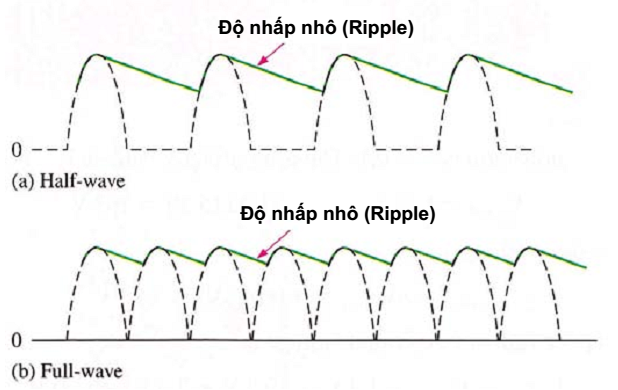 Độ nhấp nhô (Ripple)
0
(a) Half-wave
Độ nhấp nhô (Ripple)
0
(b) Full-wave